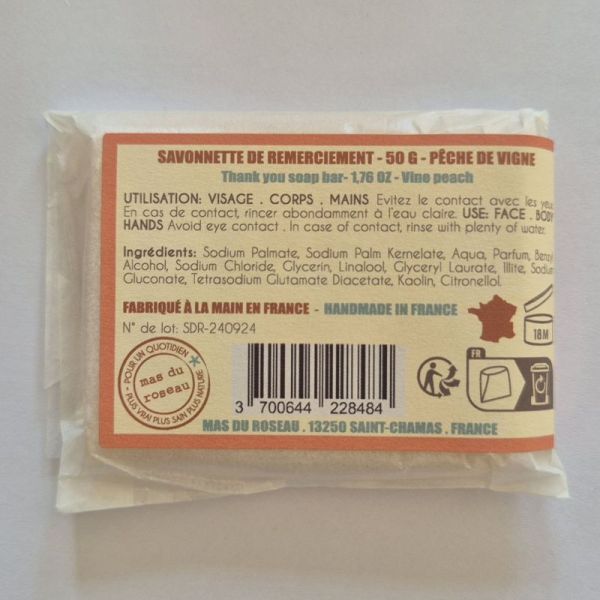 SAVONNETTE DE REMERCIEMENT - 50 G - PÊCHE DE VIGNE
Thank you soap bar- 1,76 OZ - Vine peach
UTILISATION: VISAGE . CORPS . MAINS Evitez le contact avec les yeux.
En cas de contact, rincer abondamment à l'eau claire. USE: FACE . BODY
HANDS Avoid eye contact . In case of contact, rinse with plenty of water.
Ingrédients: Sodium Palmate, Sodium Palm Kernelate, Aqua, Parfum, Benzyl
Alcohol, Sodium Chloride, Glycerin, Linalool, Glyceryl Laurate, Illite, Sodium
Gluconate, Tetrasodium Glutamate Diacetate, Kaolin, Citronellol.
FABRIQUÉ À LA MAIN EN FRANCE - HANDMADE IN FRANCE
N° de lot: SDR-240924
18M
POUR UN QUOTIDIEN
mas du
roseau
PLUS VRAI PLUS SAIN PLUS NATURE
FR
3 700644 228484
MAS DU ROSEAU . 13250 SAINT-CHAMAS . FRANCE